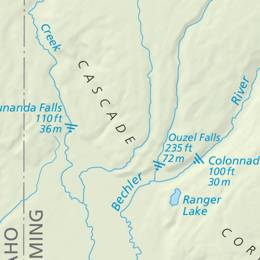 Creek
CASCADE
unanda Falls
110 ft
36 m
River
Ouzel Falls
235 ft
72 m
Colonnad
100 ft
30 m
Bechler
Ranger
Lake
AHO
MING
COR